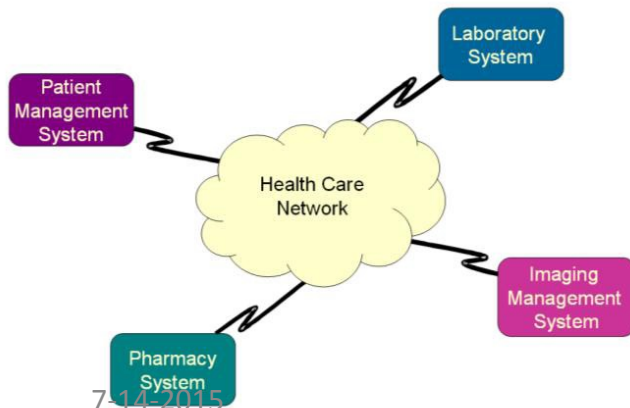 Laboratory
System
Patient
Management
System
Health Care
Network
Imaging
Management
System
Pharmacy
System
7-14-2015